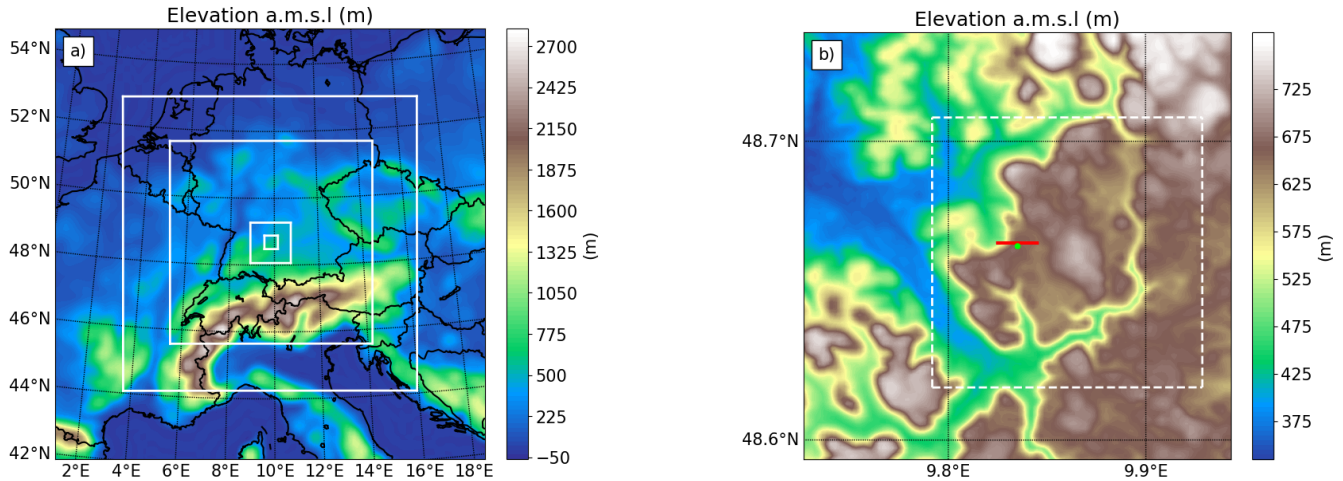 Elevation a.m.s.l (m)
a)
54°N
52°N
50°N
48°N
46°N
44°N
42°N
2°E
4°E
6°E
8°E
10°E
12°E
14°E
16°E
18°E
2700
2425
2150
1875
1600
1325
1050
775
500
225
−50
(m)
Elevation a.m.s.l (m)
b)
48.7°N
48.6°N
9.8°E
9.9°E
725
675
625
575
525
475
425
375
(m)